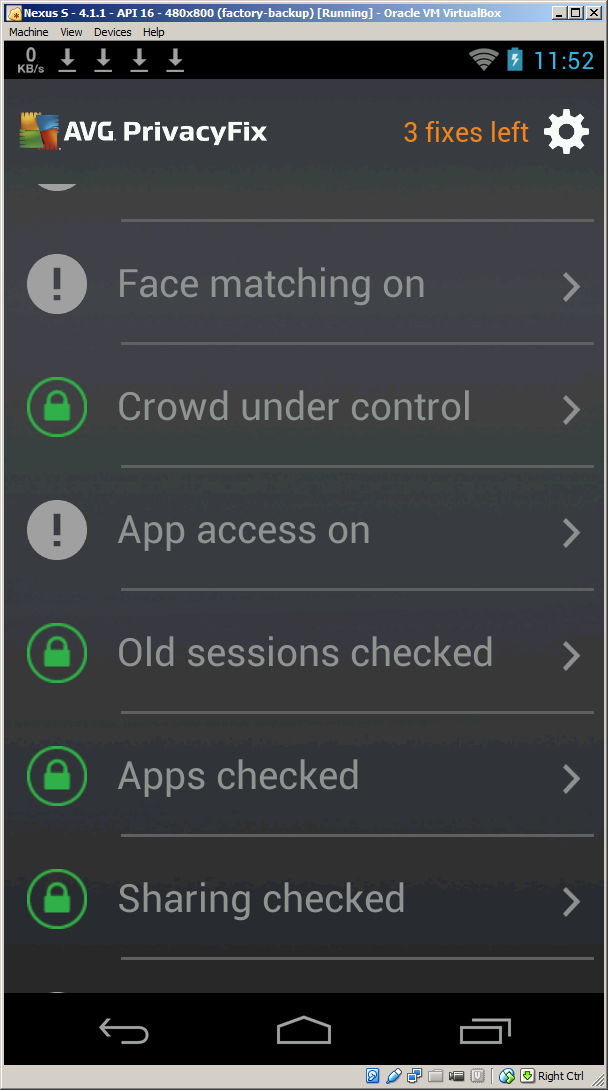 Nexus S - 4.1.1 - API 16 - 480x800 (factory-backup) [Running] - Oracle VM VirtualBox
Machine View Devices Help
0 KB/s 11:52
AVG PrivacyFix 3 fixes left
Face matching on
Crowd under control
App access on
Old sessions checked
Apps checked
Sharing checked
Right Ctrl